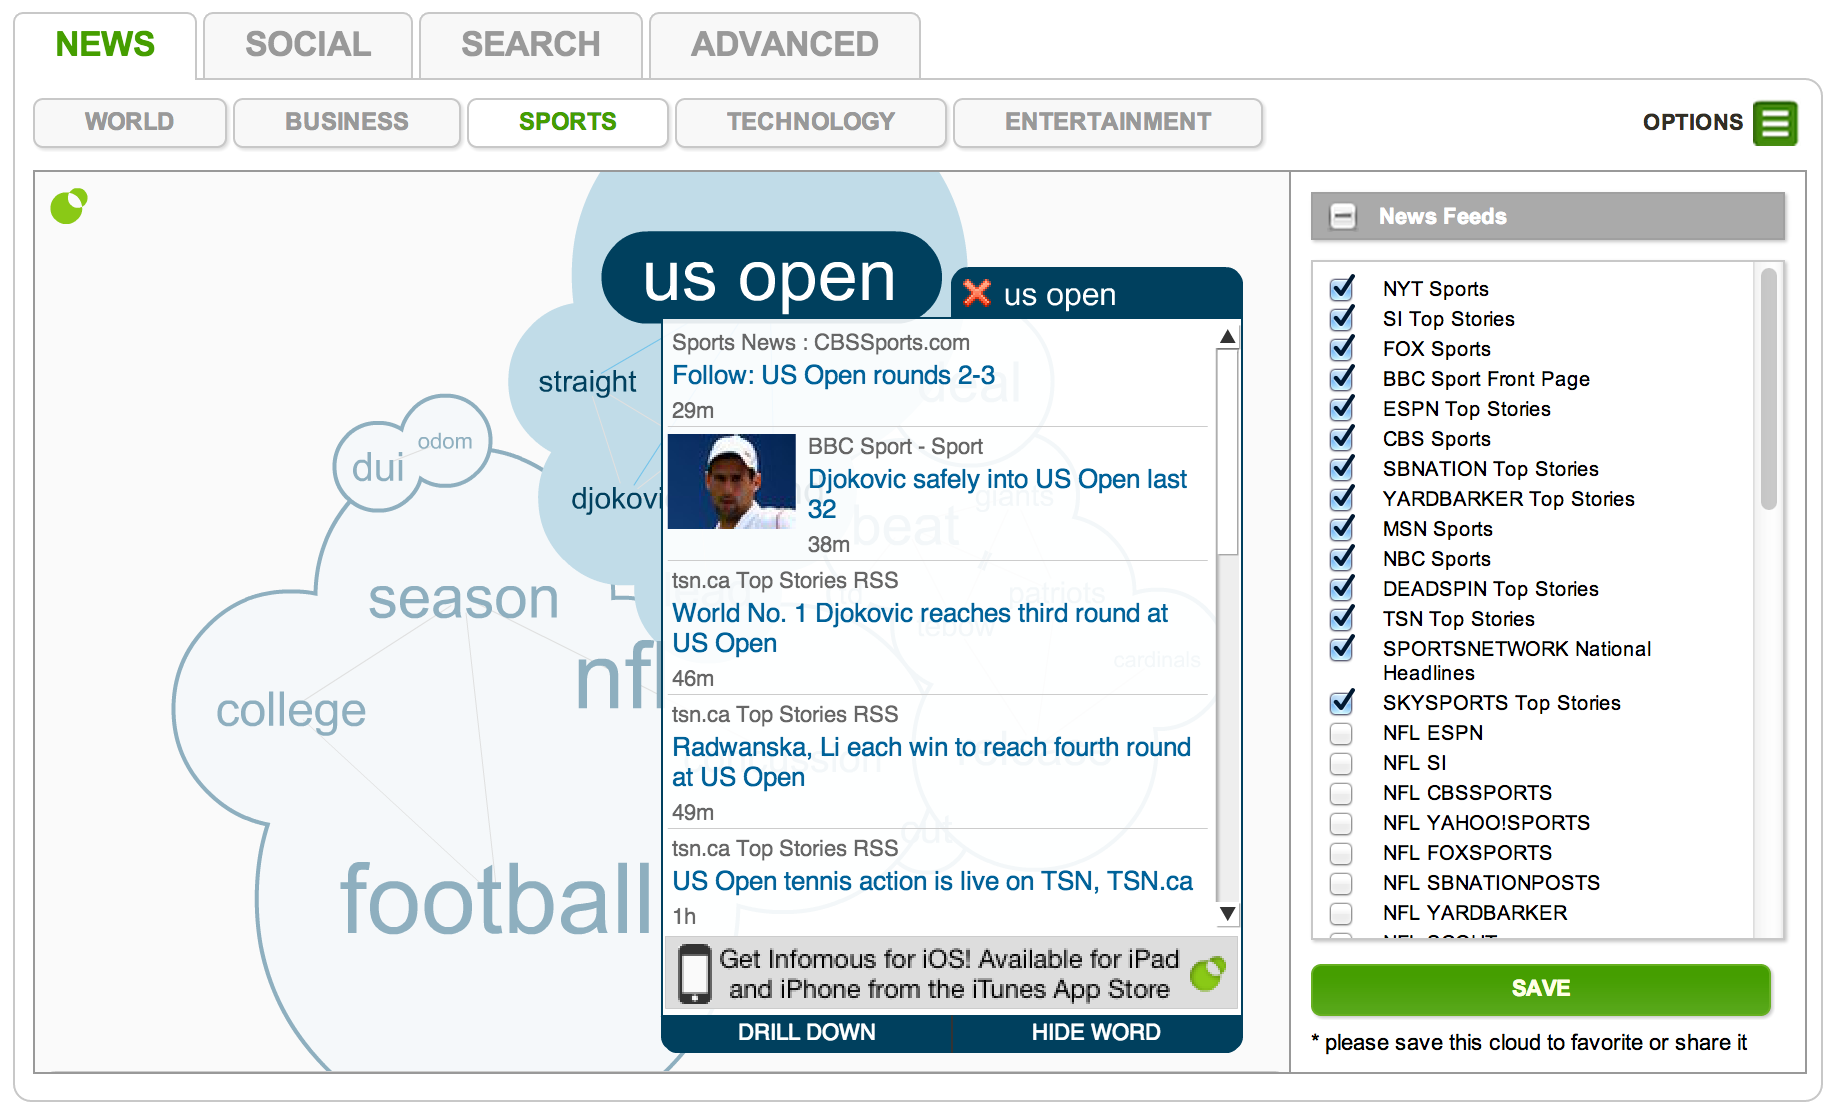 NEWS
SOCIAL
SEARCH
ADVANCED
WORLD
BUSINESS
SPORTS
TECHNOLOGY
ENTERTAINMENT
OPTIONS
us open
straight
odom
dui
djokovi
season
nfl
college
football
us open
Sports News : CBSSports.com
Follow: US Open rounds 2-3
29m
BBC Sport - Sport
Djokovic safely into US Open last
32
38m
tsn.ca Top Stories RSS
World No. 1 Djokovic reaches third round at
US Open
46m
tsn.ca Top Stories RSS
Radwanska, Li each win to reach fourth round
at US Open
49m
tsn.ca Top Stories RSS
US Open tennis action is live on TSN, TSN.ca
1h
deal
giants
beat
patriots
tebow
cardinals
out
Get Infomous for iOS! Available for iPad
and iPhone from the iTunes App Store
DRILL DOWN
HIDE WORD
News Feeds
NYT Sports
SI Top Stories
FOX Sports
BBC Sport Front Page
ESPN Top Stories
CBS Sports
SBNATION Top Stories
YARDBARKER Top Stories
MSN Sports
NBC Sports
DEADSPIN Top Stories
TSN Top Stories
SPORTSNETWORK National
Headlines
SKYSPORTS Top Stories
NFL ESPN
NFL SI
NFL CBSSPORTS
NFL YAHOO!SPORTS
NFL FOXSPORTS
NFL SBNATIONPOSTS
NFL YARDBARKER
NFL SCOUT
SAVE
* please save this cloud to favorite or share it